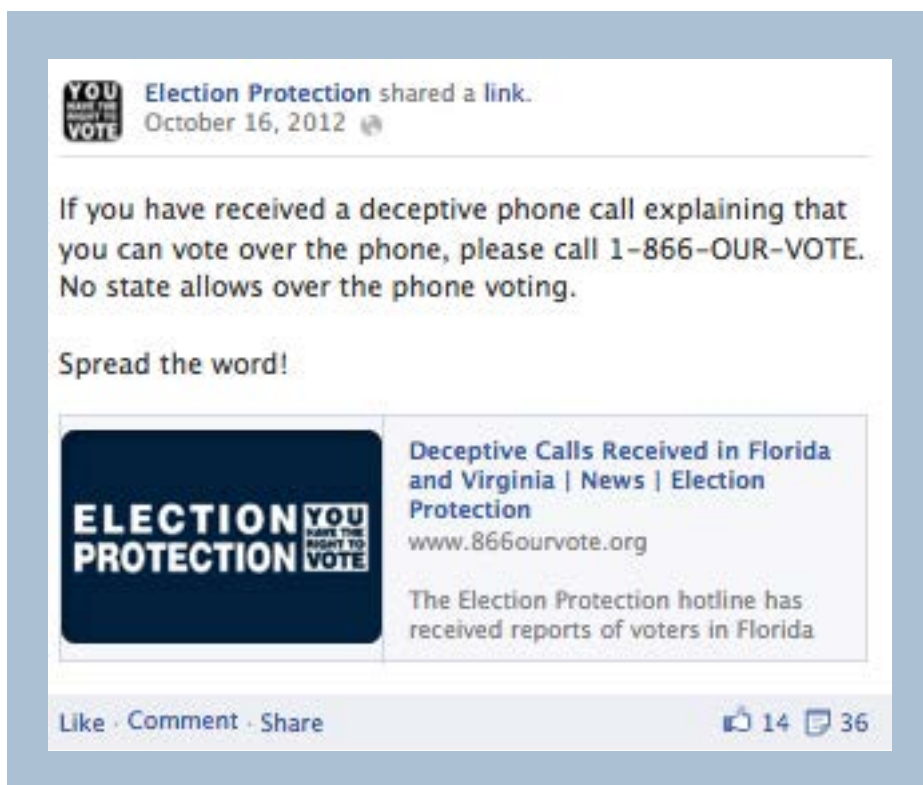 YOU
HAVE THE
RIGHT TO
VOTE
Election Protection shared a link.
October 16, 2012
If you have received a deceptive phone call explaining that
you can vote over the phone, please call 1-866-OUR-VOTE.
No state allows over the phone voting.
Spread the word!
ELECTION
PROTECTION
YOU
HAVE THE
RIGHT TO
VOTE
Deceptive Calls Received in Florida
and Virginia | News | Election
Protection
www.866ourvote.org
The Election Protection hotline has
received reports of voters in Florida
Like · Comment · Share
14 36